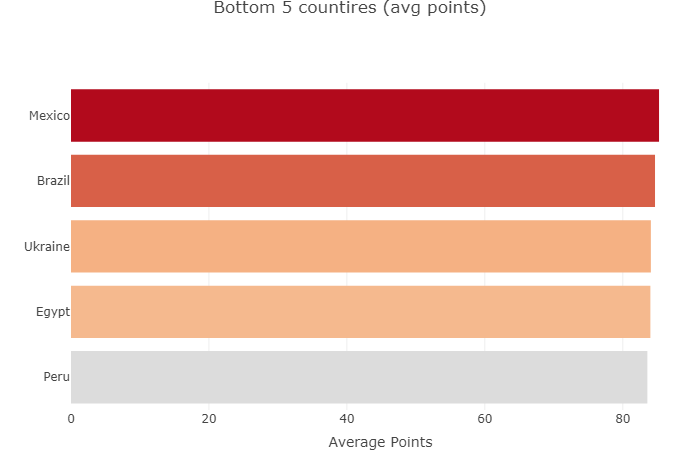 Bottom 5 countires (avg points)
Mexico
Brazil
Ukraine
Egypt
Peru
0 20 40 60 80
Average Points